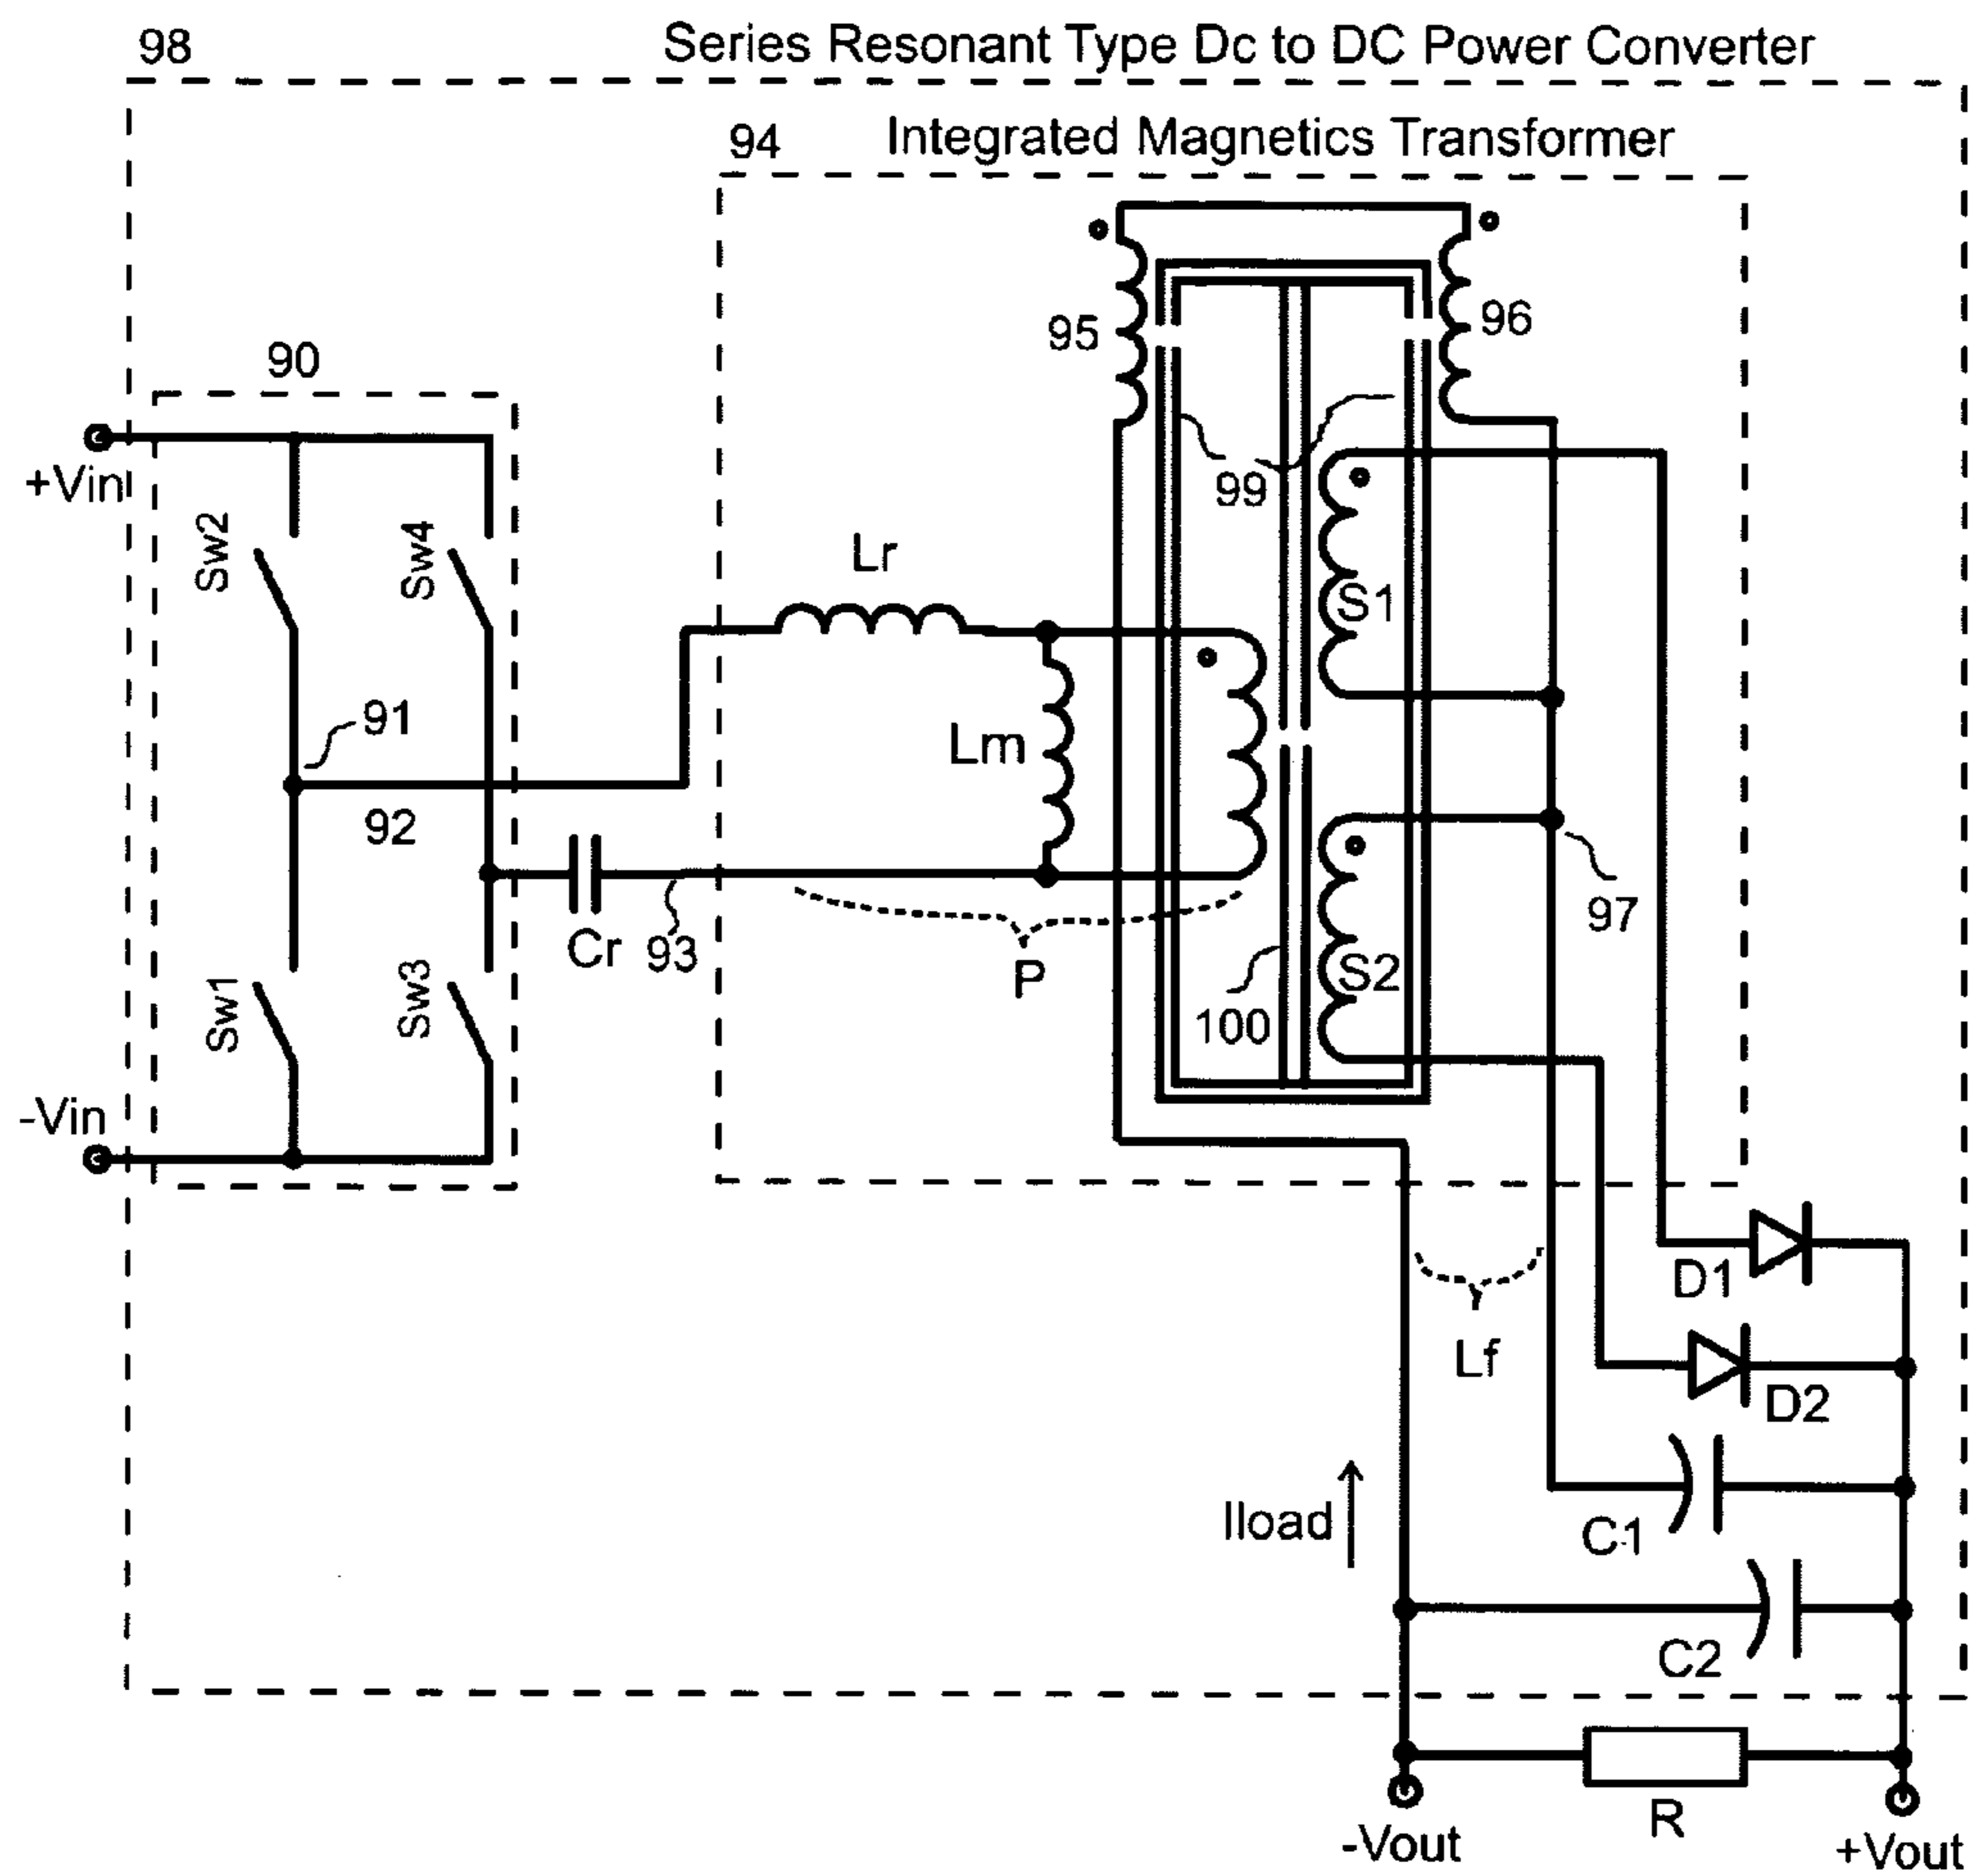 98
Series Resonant Type Dc to DC Power Converter
94
Integrated Magnetics Transformer
95
96
90
+Vin
99
Sw2
Sw4
Lr
S1
91
Lm
92
97
Cr
93
P
S2
Sw1
Sw3
100
-Vin
D1
Lf
D2
Iload
C1
C2
R
-Vout
+Vout